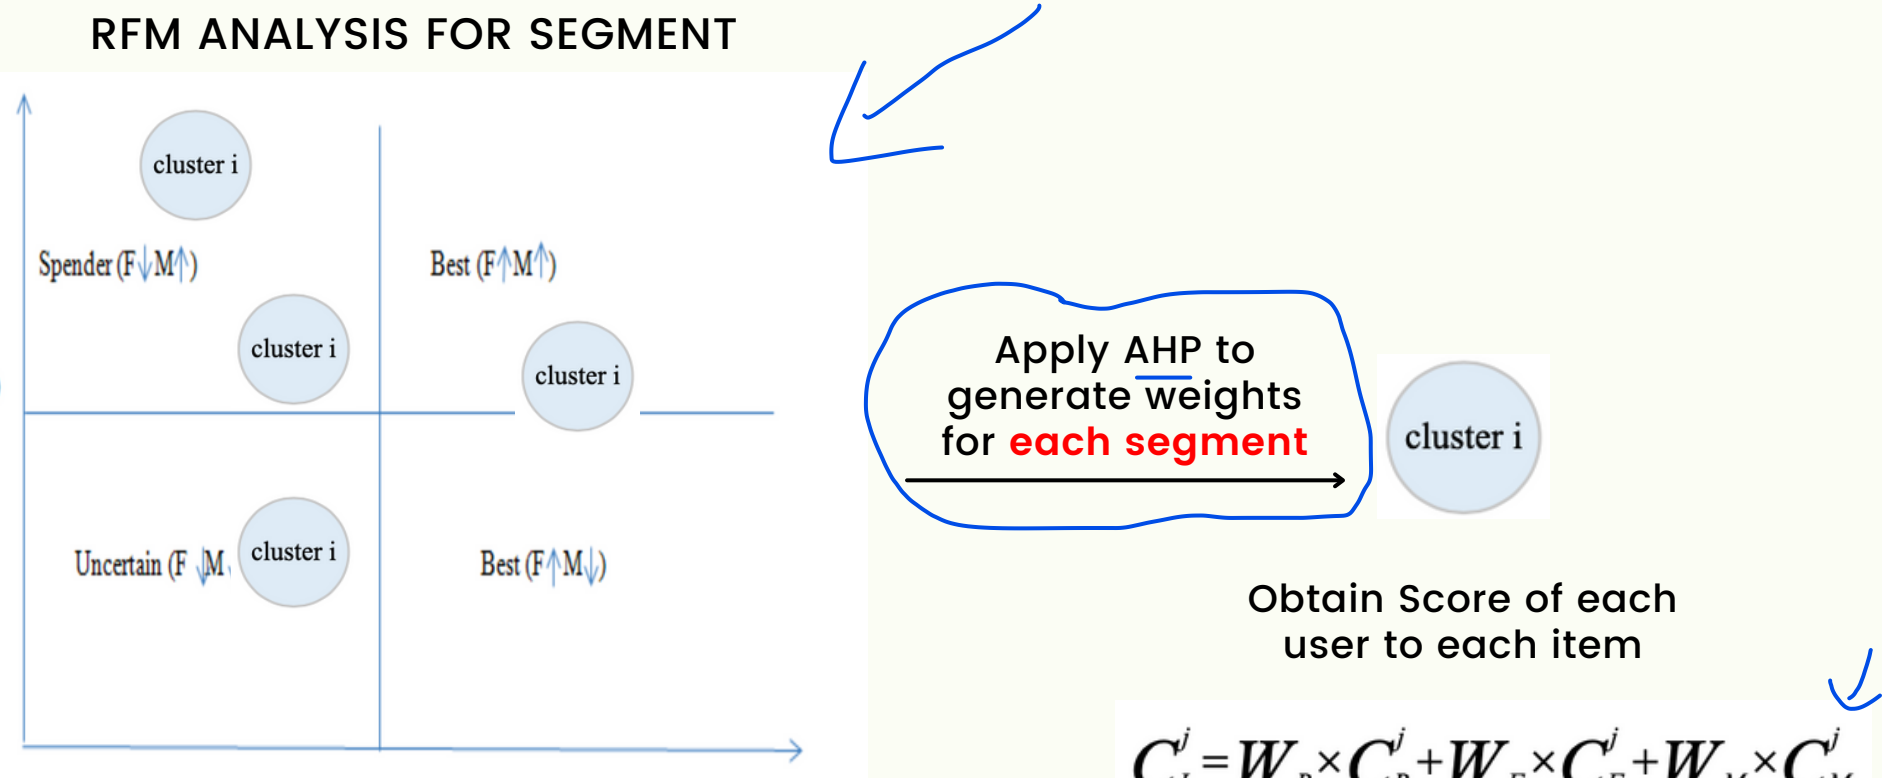 RFM ANALYSIS FOR SEGMENT
cluster i
Spender (F↓M↑)
Best (F↑M↑)
cluster i
cluster i
Apply AHP to
generate weights
for each segment
cluster i
Uncertain (F ↓M
cluster i
Best (F↑M↓)
Obtain Score of each
user to each item